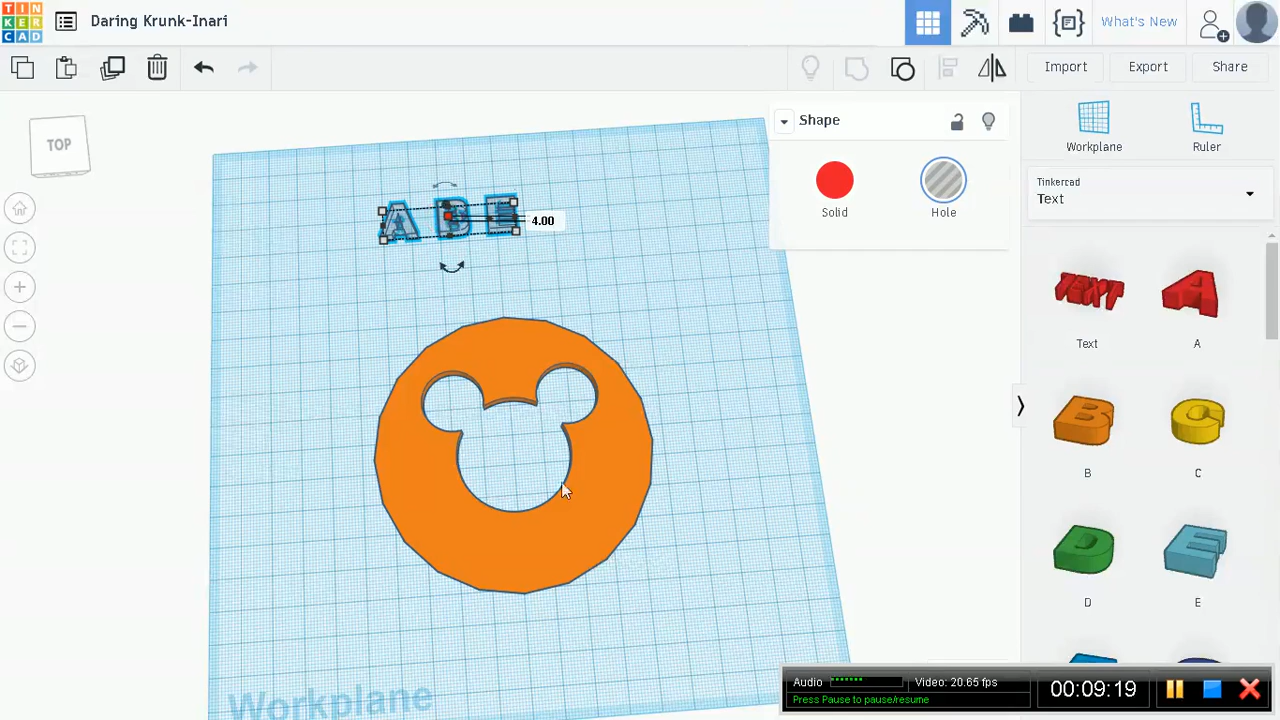 TIN
KER
CAD
Daring Krunk-Inari
What's New
Import
Export
Share
TOP
Shape
Solid
Hole
4.00
ABE
Workplane
Ruler
Tinkercad
Text
TEXT
A
Text
A
B
C
B
C
D
E
D
E
Workplane
Audio
Video: 20.65 fps
Press Pause to pause/resume
00:09:19